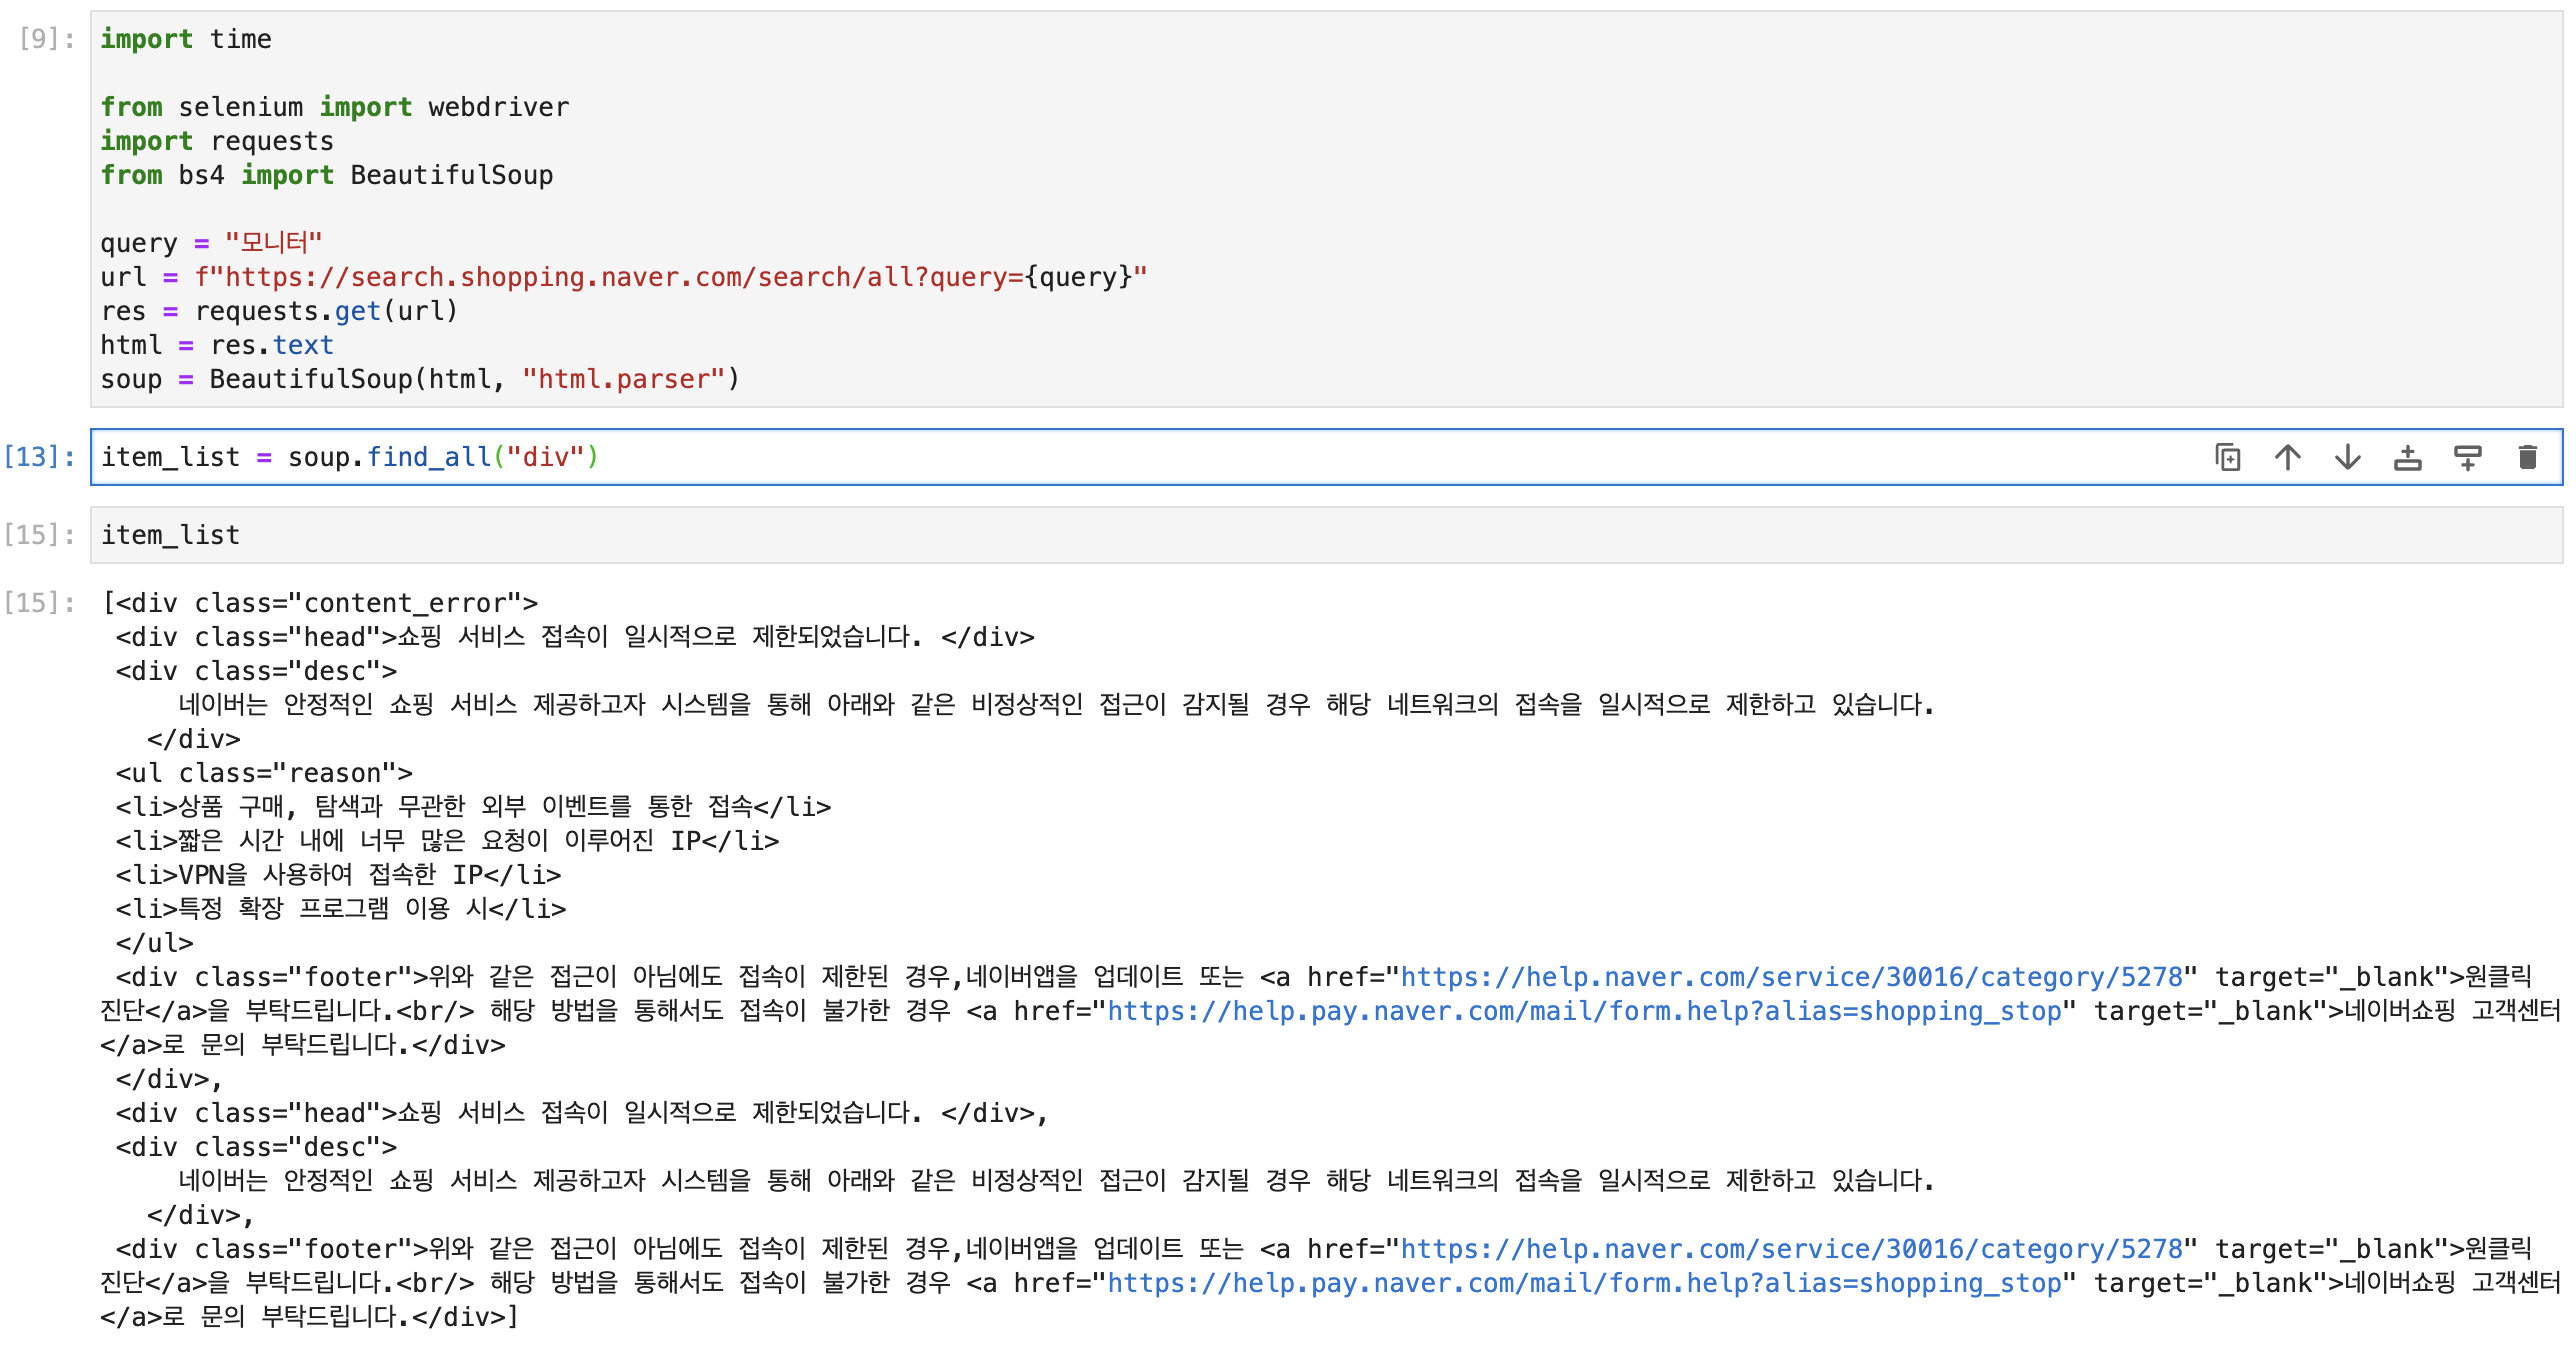 [9]: import time
from selenium import webdriver
import requests
from bs4 import BeautifulSoup
query = "모니터"
url = f"https://search.shopping.naver.com/search/all?query={query}"
res = requests.get(url)
html = res.text
soup = BeautifulSoup(html, "html.parser")
[13]: item_list = soup.find_all("div")
[15]: item_list
[15]: [<div class="content_error">
<div class="head">쇼핑 서비스 접속이 일시적으로 제한되었습니다. </div>
<div class="desc">
네이버는 안정적인 쇼핑 서비스 제공하고자 시스템을 통해 아래와 같은 비정상적인 접근이 감지될 경우 해당 네트워크의 접속을 일시적으로 제한하고 있습니다.
</div>
<ul class="reason">
<li>상품 구매, 탐색과 무관한 외부 이벤트를 통한 접속</li>
<li>짧은 시간 내에 너무 많은 요청이 이루어진 IP</li>
<li>VPN을 사용하여 접속한 IP</li>
<li>특정 확장 프로그램 이용 시</li>
</ul>
<div class="footer">위와 같은 접근이 아님에도 접속이 제한된 경우,네이버앱을 업데이트 또는 <a href="https://help.naver.com/service/30016/category/5278" target="_blank">원클릭
진단</a>을 부탁드립니다.<br/> 해당 방법을 통해서도 접속이 불가한 경우 <a href="https://help.pay.naver.com/mail/form.help?alias=shopping_stop" target="_blank">네이버쇼핑 고객센터
</a>로 문의 부탁드립니다.</div>
</div>,
<div class="head">쇼핑 서비스 접속이 일시적으로 제한되었습니다. </div>,
<div class="desc">
네이버는 안정적인 쇼핑 서비스 제공하고자 시스템을 통해 아래와 같은 비정상적인 접근이 감지될 경우 해당 네트워크의 접속을 일시적으로 제한하고 있습니다.
</div>,
<div class="footer">위와 같은 접근이 아님에도 접속이 제한된 경우,네이버앱을 업데이트 또는 <a href="https://help.naver.com/service/30016/category/5278" target="_blank">원클릭
진단</a>을 부탁드립니다.<br/> 해당 방법을 통해서도 접속이 불가한 경우 <a href="https://help.pay.naver.com/mail/form.help?alias=shopping_stop" target="_blank">네이버쇼핑 고객센터
</a>로 문의 부탁드립니다.</div>]